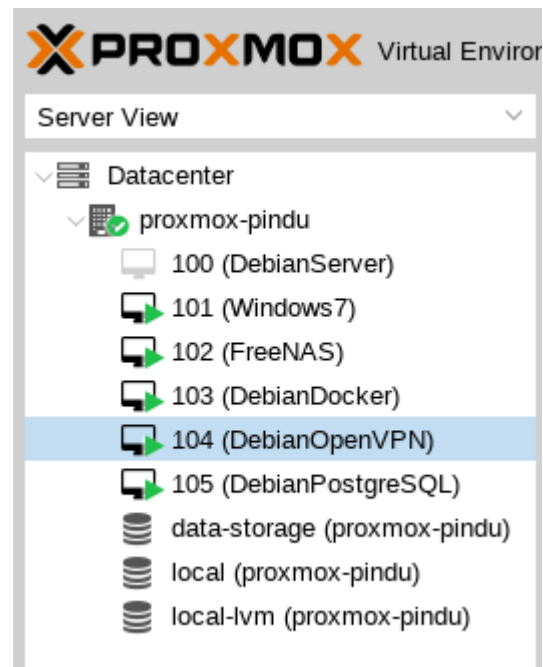 PROXMOX Virtual Environ
Server View
Datacenter
proxmox-pindu
100 (DebianServer)
101 (Windows7)
102 (FreeNAS)
103 (DebianDocker)
104 (DebianOpenVPN)
105 (DebianPostgreSQL)
data-storage (proxmox-pindu)
local (proxmox-pindu)
local-lvm (proxmox-pindu)